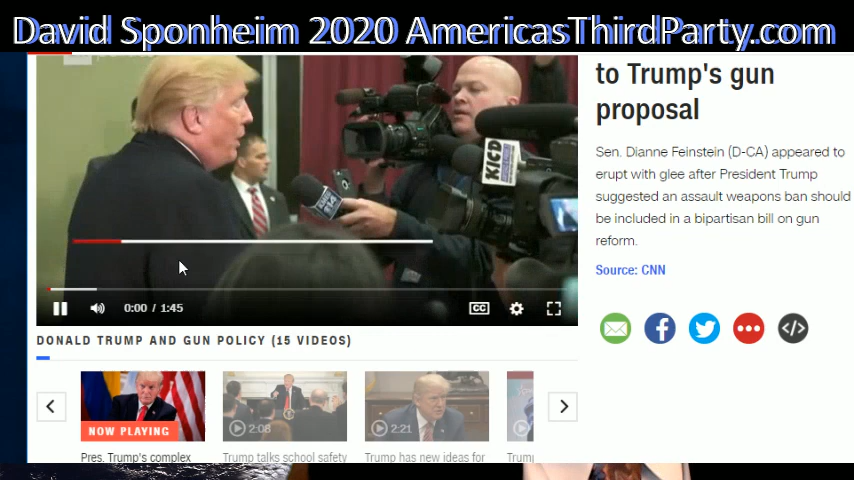 David Sponheim 2020 AmericasThirdParty.com
to Trump's gun
proposal
Sen. Dianne Feinstein (D-CA) appeared to
erupt with glee after President Trump
suggested an assault weapons ban should
be included in a bipartisan bill on gun
reform.
Source: CNN
KICD
14
0:00 / 1:45
CC
DONALD TRUMP AND GUN POLICY (15 VIDEOS)
NOW PLAYING
2:08
2:21
Pres. Trump's complex
Trump talks school safety
Trump has new ideas for